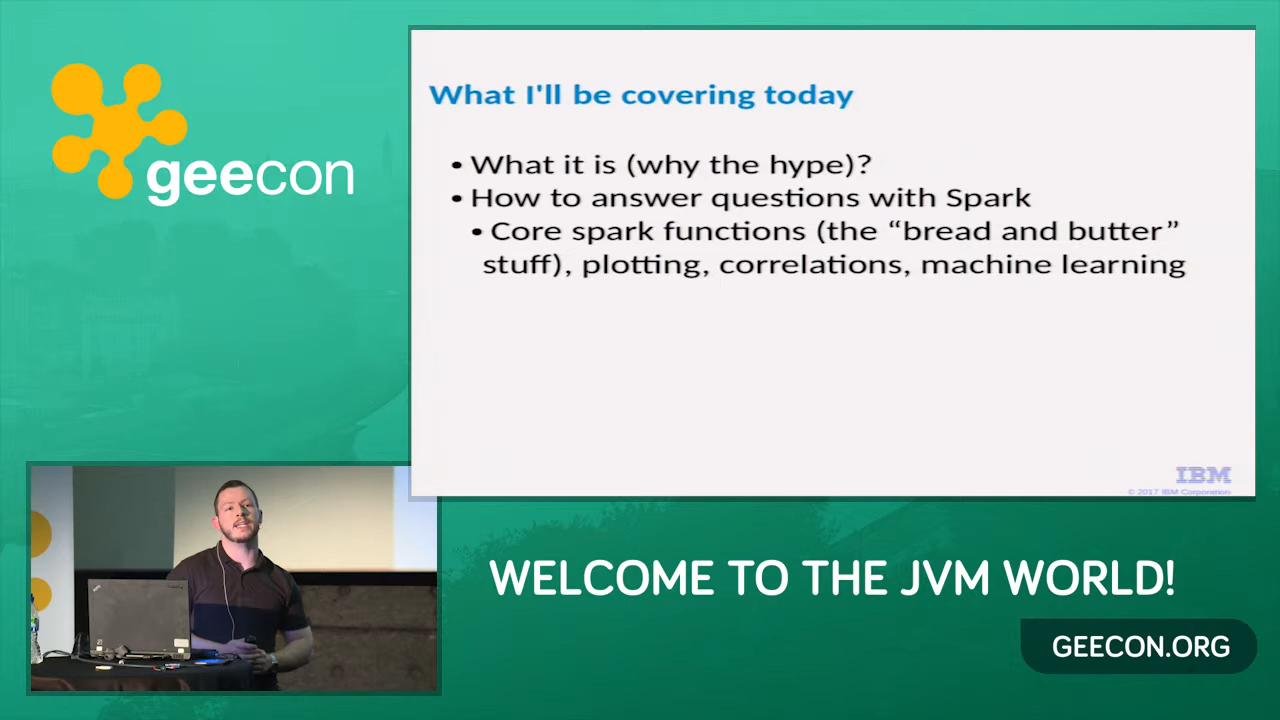 geecon
What I'll be covering today
• What it is (why the hype)?
• How to answer questions with Spark
• Core spark functions (the “bread and butter”
stuff), plotting, correlations, machine learning
IBM
© 2017 IBM Corporation
WELCOME TO THE JVM WORLD!
GEECON.ORG